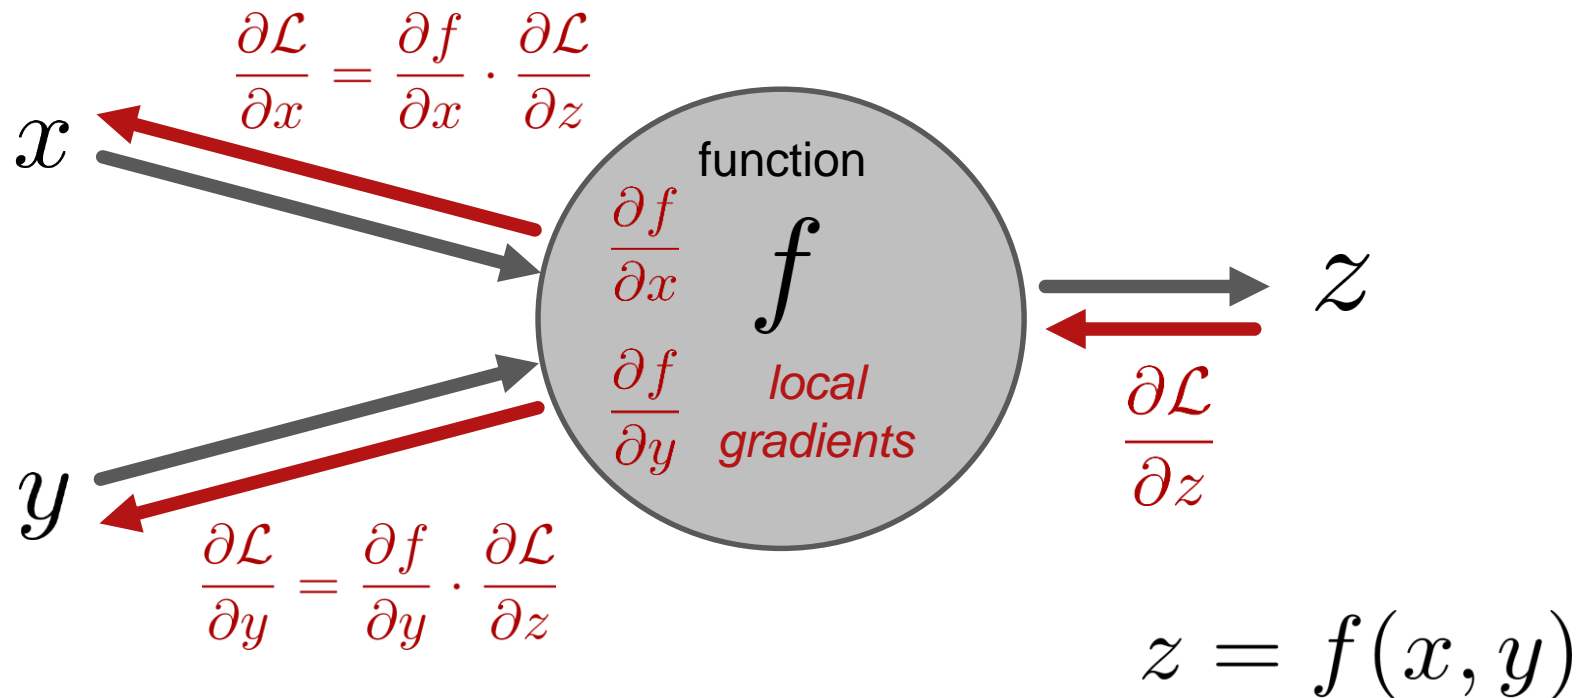 ∂ℒ/∂x = ∂f/∂x · ∂ℒ/∂z
x
function
∂f/∂x
f
z
∂f/∂y
local
gradients
∂ℒ/∂z
y
∂ℒ/∂y = ∂f/∂y · ∂ℒ/∂z
z = f(x, y)